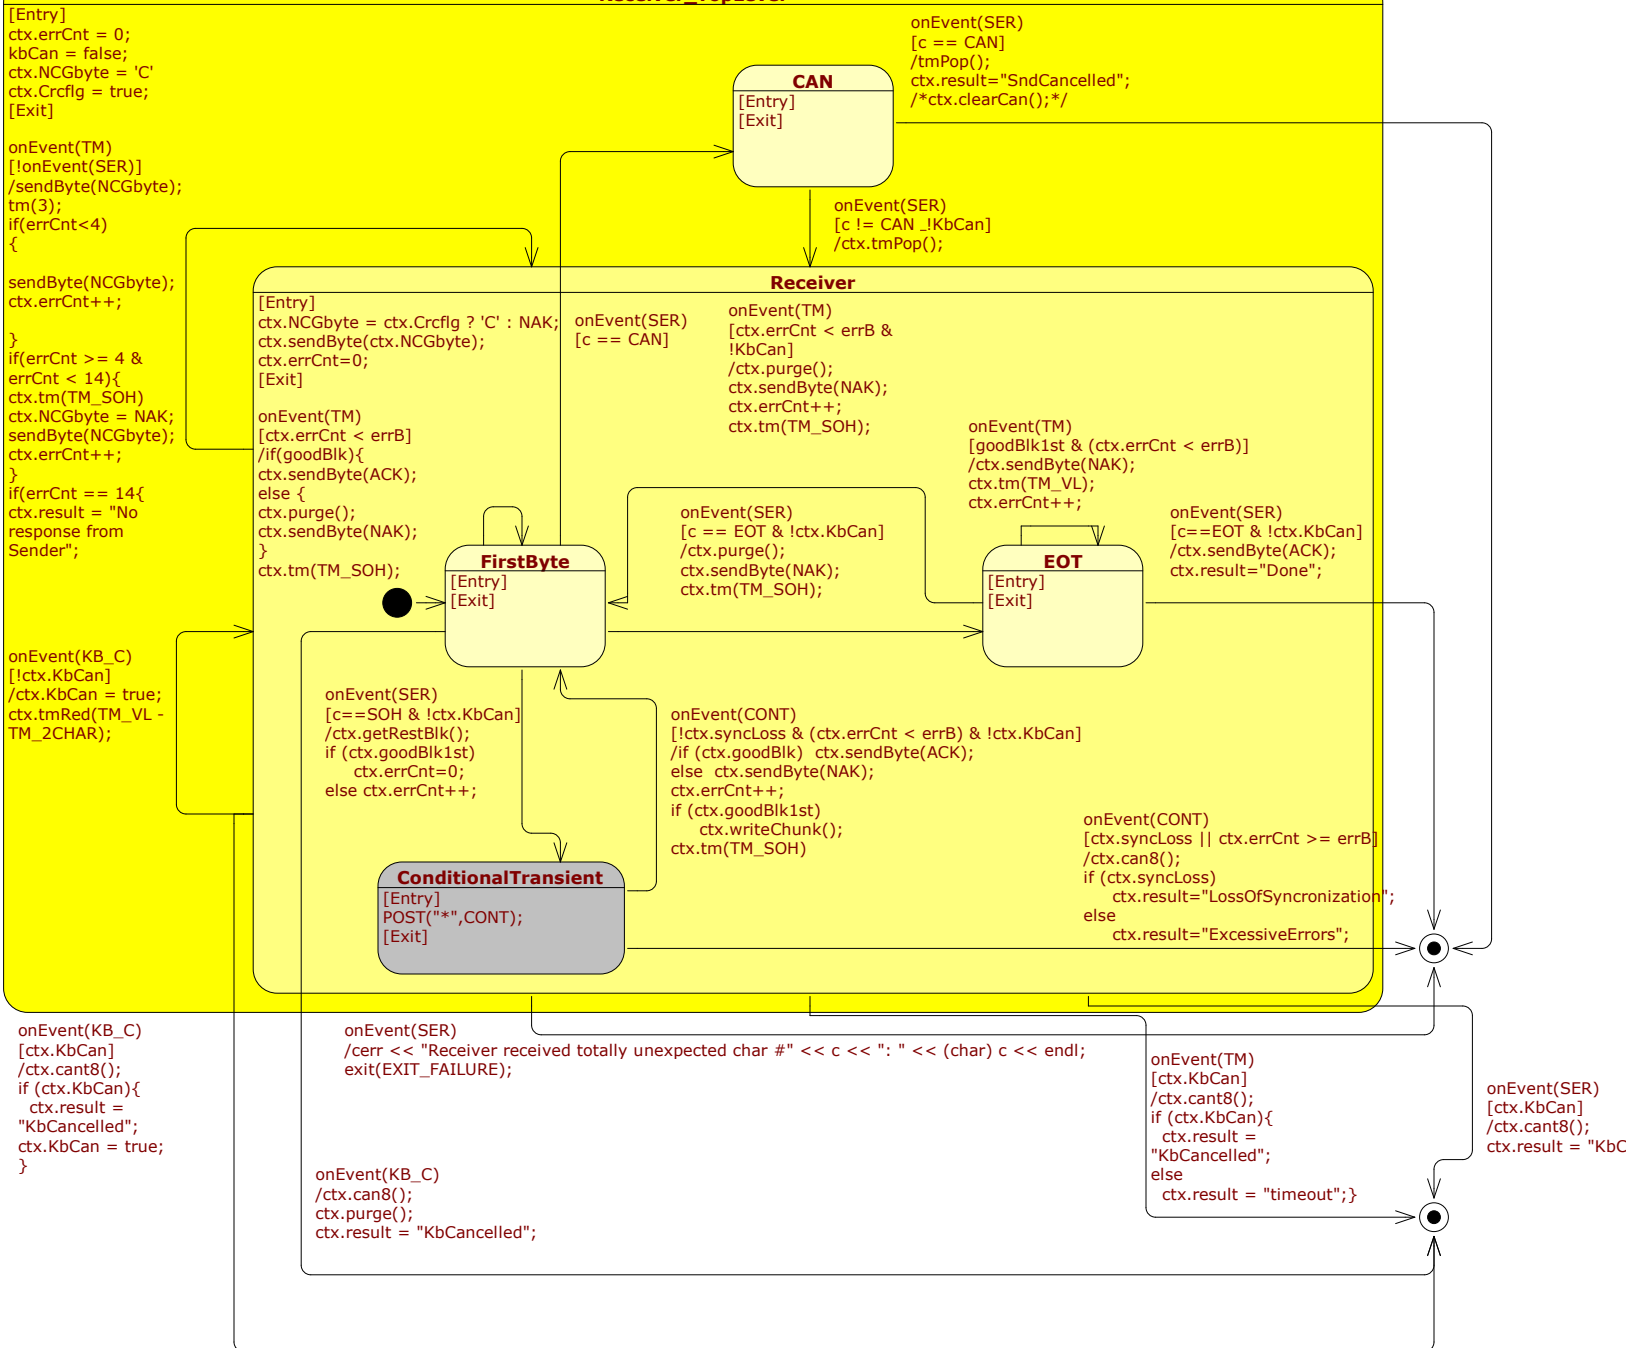 Receiver_TopLever
[Entry]
ctx.errCnt = 0;
kbCan = false;
ctx.NCGbyte = 'C'
ctx.Crcflg = true;
[Exit]
onEvent(TM)
[!onEvent(SER)]
/sendByte(NCGbyte);
tm(3);
if(errCnt<4)
{
sendByte(NCGbyte);
ctx.errCnt++;
}
if(errCnt >= 4 &
errCnt < 14){
ctx.tm(TM_SOH)
ctx.NCGbyte = NAK;
sendByte(NCGbyte);
ctx.errCnt++;
}
if(errCnt == 14{
ctx.result = "No
response from
Sender";
onEvent(KB_C)
[!ctx.KbCan]
/ctx.KbCan = true;
ctx.tmRed(TM_VL -
TM_2CHAR);
CAN
[Entry]
[Exit]
onEvent(SER)
[c == CAN]
/tmPop();
ctx.result="SndCancelled";
/*ctx.clearCan();*/
onEvent(SER)
[c != CAN _!KbCan]
/ctx.tmPop();
Receiver
[Entry]
ctx.NCGbyte = ctx.Crcflg ? 'C' : NAK;
ctx.sendByte(ctx.NCGbyte);
ctx.errCnt=0;
[Exit]
onEvent(TM)
[ctx.errCnt < errB]
/if(goodBlk){
ctx.sendByte(ACK);
else {
ctx.purge();
ctx.sendByte(NAK);
}
ctx.tm(TM_SOH);
onEvent(SER)
[c == CAN]
onEvent(TM)
[ctx.errCnt < errB &
!KbCan]
/ctx.purge();
ctx.sendByte(NAK);
ctx.errCnt++;
ctx.tm(TM_SOH);
onEvent(TM)
[goodBlk1st & (ctx.errCnt < errB)]
/ctx.sendByte(NAK);
ctx.tm(TM_VL);
ctx.errCnt++;
onEvent(SER)
[c == EOT & !ctx.KbCan]
/ctx.purge();
ctx.sendByte(NAK);
ctx.tm(TM_SOH);
onEvent(SER)
[c==EOT & !ctx.KbCan]
/ctx.sendByte(ACK);
ctx.result="Done";
FirstByte
[Entry]
[Exit]
EOT
[Entry]
[Exit]
onEvent(SER)
[c==SOH & !ctx.KbCan]
/ctx.getRestBlk();
if (ctx.goodBlk1st)
ctx.errCnt=0;
else ctx.errCnt++;
onEvent(CONT)
[!ctx.syncLoss & (ctx.errCnt < errB) & !ctx.KbCan]
/if (ctx.goodBlk)  ctx.sendByte(ACK);
else  ctx.sendByte(NAK);
ctx.errCnt++;
if (ctx.goodBlk1st)
ctx.writeChunk();
ctx.tm(TM_SOH)
onEvent(CONT)
[ctx.syncLoss || ctx.errCnt >= errB]
/ctx.can8();
if (ctx.syncLoss)
ctx.result="LossOfSyncronization";
else
ctx.result="ExcessiveErrors";
ConditionalTransient
[Entry]
POST("*",CONT);
[Exit]
onEvent(KB_C)
[ctx.KbCan]
/ctx.cant8();
if (ctx.KbCan){
ctx.result =
"KbCancelled";
ctx.KbCan = true;
}
onEvent(SER)
/cerr << "Receiver received totally unexpected char #" << c << ": " << (char) c << endl;
exit(EXIT_FAILURE);
onEvent(KB_C)
/ctx.can8();
ctx.purge();
ctx.result = "KbCancelled";
onEvent(TM)
[ctx.KbCan]
/ctx.cant8();
if (ctx.KbCan){
ctx.result =
"KbCancelled";
else
ctx.result = "timeout";}
onEvent(SER)
[ctx.KbCan]
/ctx.cant8();
ctx.result = "KbC